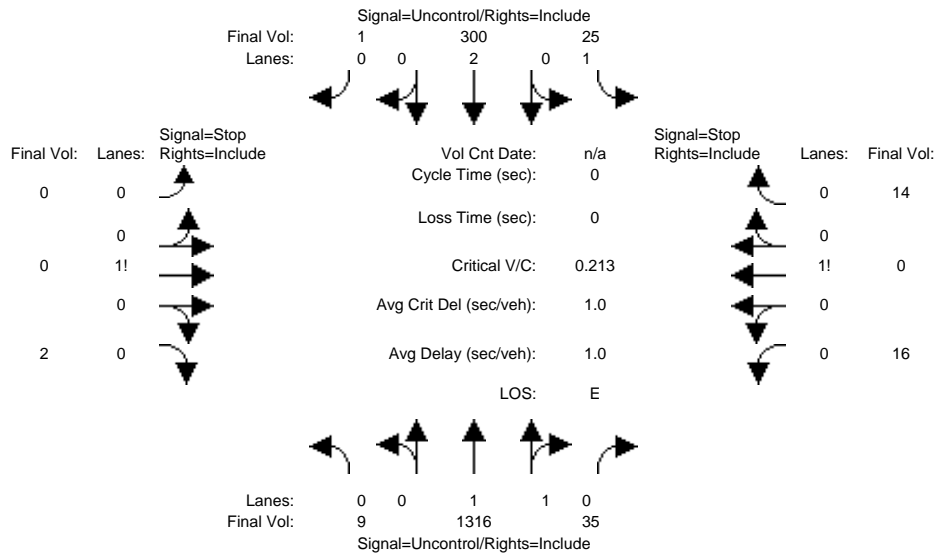 Signal=Uncontrol/Rights=Include
Final Vol: 1 300 25
Lanes: 0 0 2 0 1
Signal=Stop Signal=Stop
Final Vol: Lanes: Rights=Include Vol Cnt Date: n/a Rights=Include Lanes: Final Vol:
Cycle Time (sec): 0
0 0 0 14
Loss Time (sec): 0
0 0
0 1! Critical V/C: 0.213 1! 0
0 Avg Crit Del (sec/veh): 1.0 0
2 0 Avg Delay (sec/veh): 1.0 0 16
LOS: E
Lanes: 0 0 1 1 0
Final Vol: 9 1316 35
Signal=Uncontrol/Rights=Include